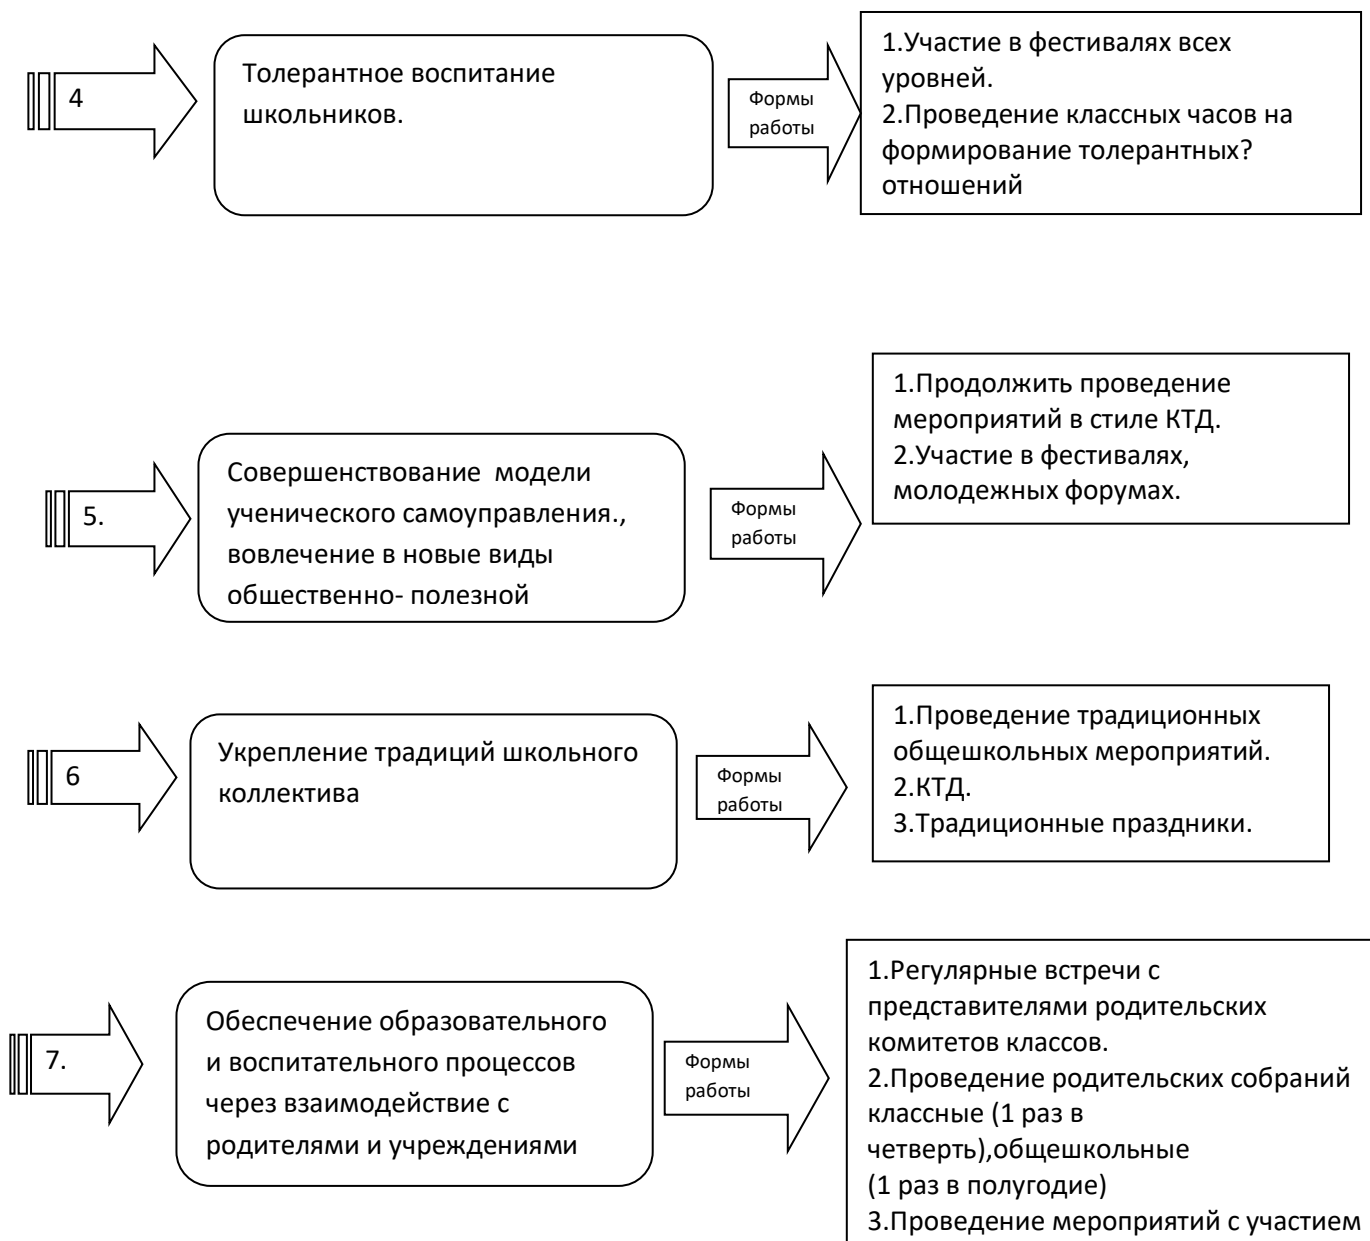 4
Толерантное воспитание
школьников.
Формы
работы
1.Участие в фестивалях всех
уровней.
2.Проведение классных часов на
формирование толерантных?
отношений
5.
Совершенствование  модели
ученического самоуправления.,
вовлечение в новые виды
общественно- полезной
Формы
работы
1.Продолжить проведение
мероприятий в стиле КТД.
2.Участие в фестивалях,
молодежных форумах.
6
Укрепление традиций школьного
коллектива
Формы
работы
1.Проведение традиционных
общешкольных мероприятий.
2.КТД.
3.Традиционные праздники.
7.
Обеспечение образовательного
и воспитательного процессов
через взаимодействие с
родителями и учреждениями
Формы
работы
1.Регулярные встречи с
представителями родительских
комитетов классов.
2.Проведение родительских собраний
классные (1 раз в
четверть),общешкольные
(1 раз в полугодие)
3.Проведение мероприятий с участием